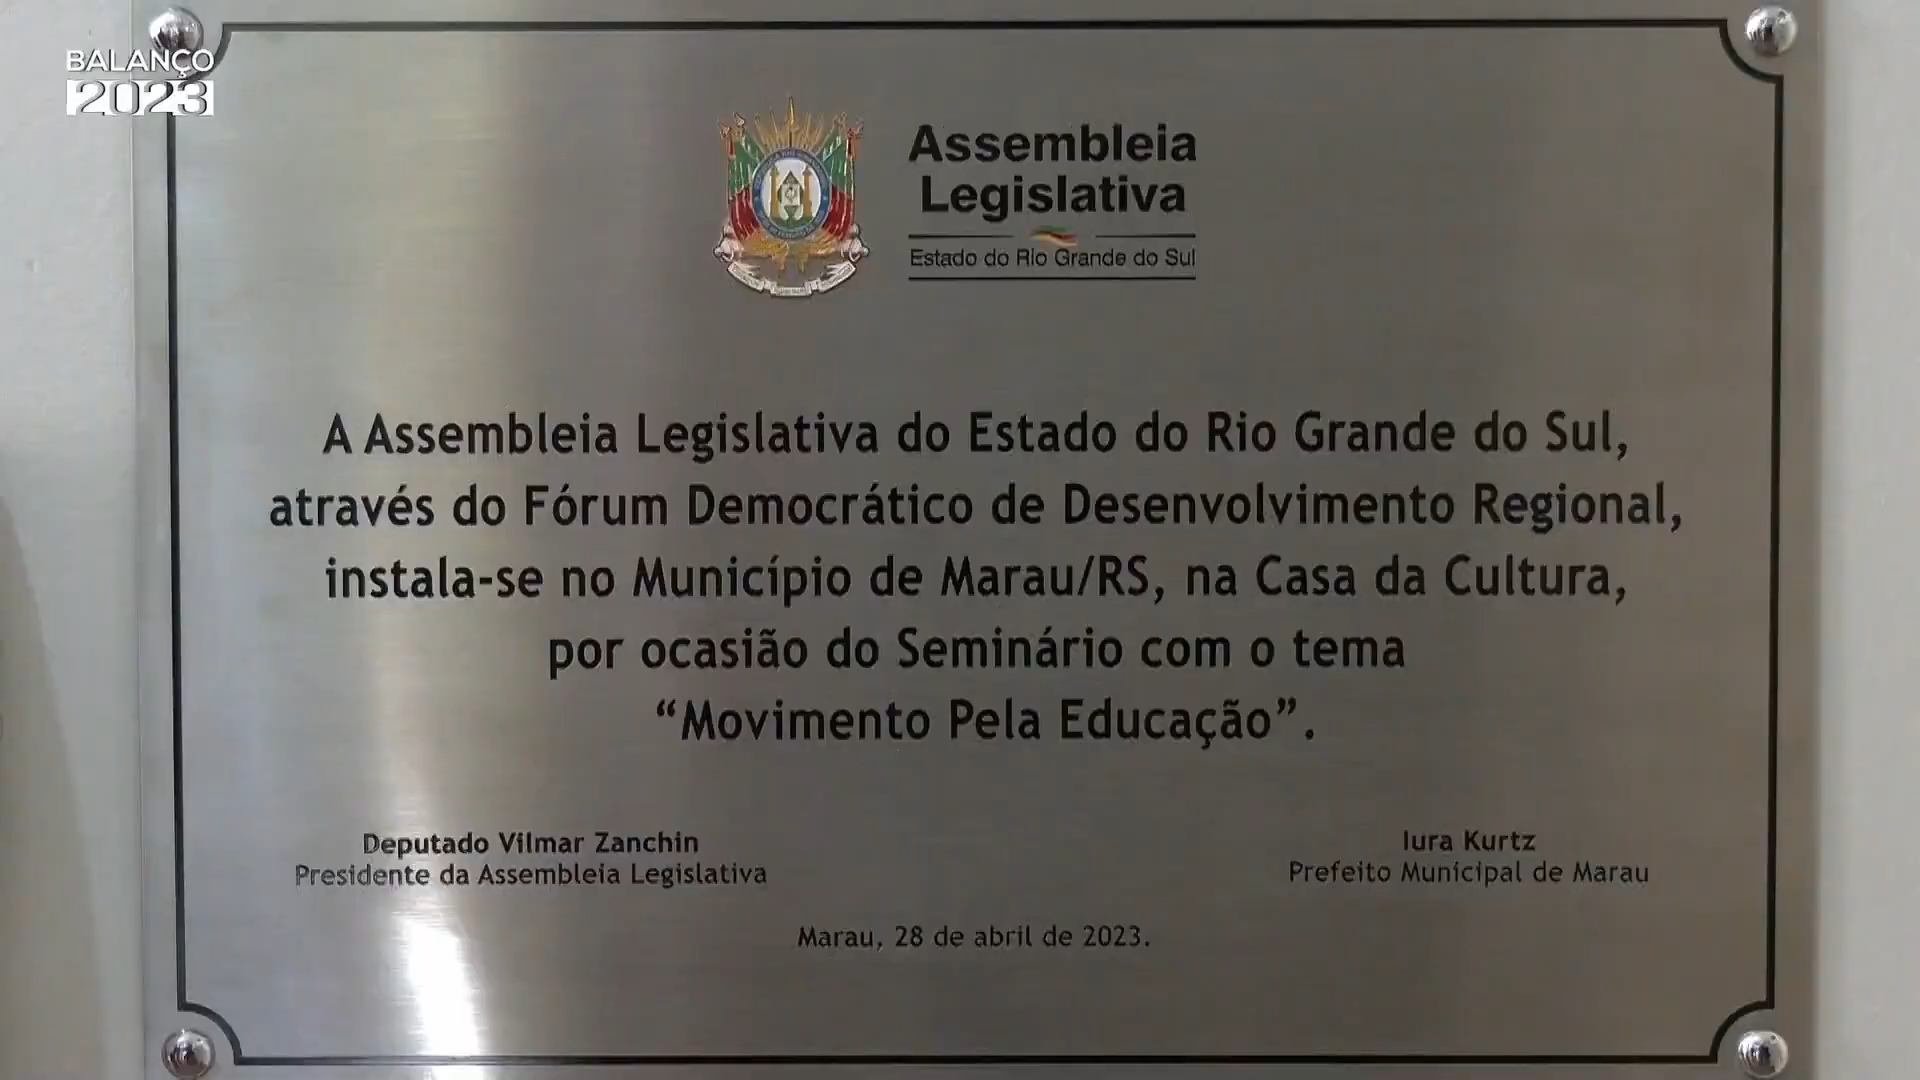 BALANÇO
2023
Assembleia
Legislativa
Estado do Rio Grande do Sul
A Assembleia Legislativa do Estado do Rio Grande do Sul,
através do Fórum Democrático de Desenvolvimento Regional,
instala-se no Município de Marau/RS, na Casa da Cultura,
por ocasião do Seminário com o tema
“Movimento Pela Educação”.
Deputado Vilmar Zanchin
Presidente da Assembleia Legislativa
Iura Kurtz
Prefeito Municipal de Marau
Marau, 28 de abril de 2023.